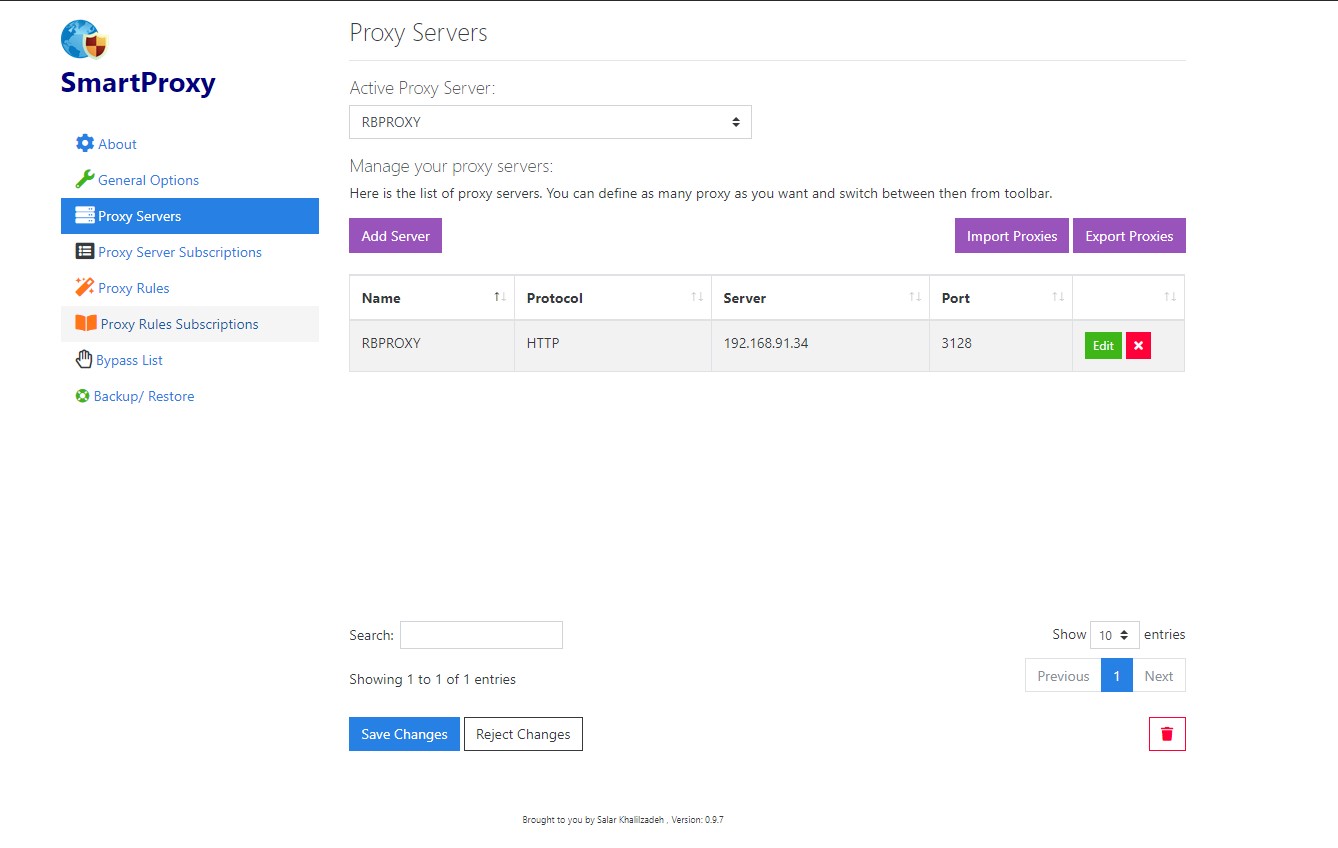 SmartProxy
About
General Options
Proxy Servers
Proxy Server Subscriptions
Proxy Rules
Proxy Rules Subscriptions
Bypass List
Backup/ Restore
Proxy Servers
Active Proxy Server:
RBPROXY
Manage your proxy servers:
Here is the list of proxy servers. You can define as many proxy as you want and switch between then from toolbar.
Add Server Import Proxies Export Proxies
Name Protocol Server Port
RBPROXY HTTP 192.168.91.34 3128 Edit
Search: Show 10 entries
Showing 1 to 1 of 1 entries Previous 1 Next
Save Changes Reject Changes
Brought to you by Salar Khalilzadeh , Version: 0.9.7